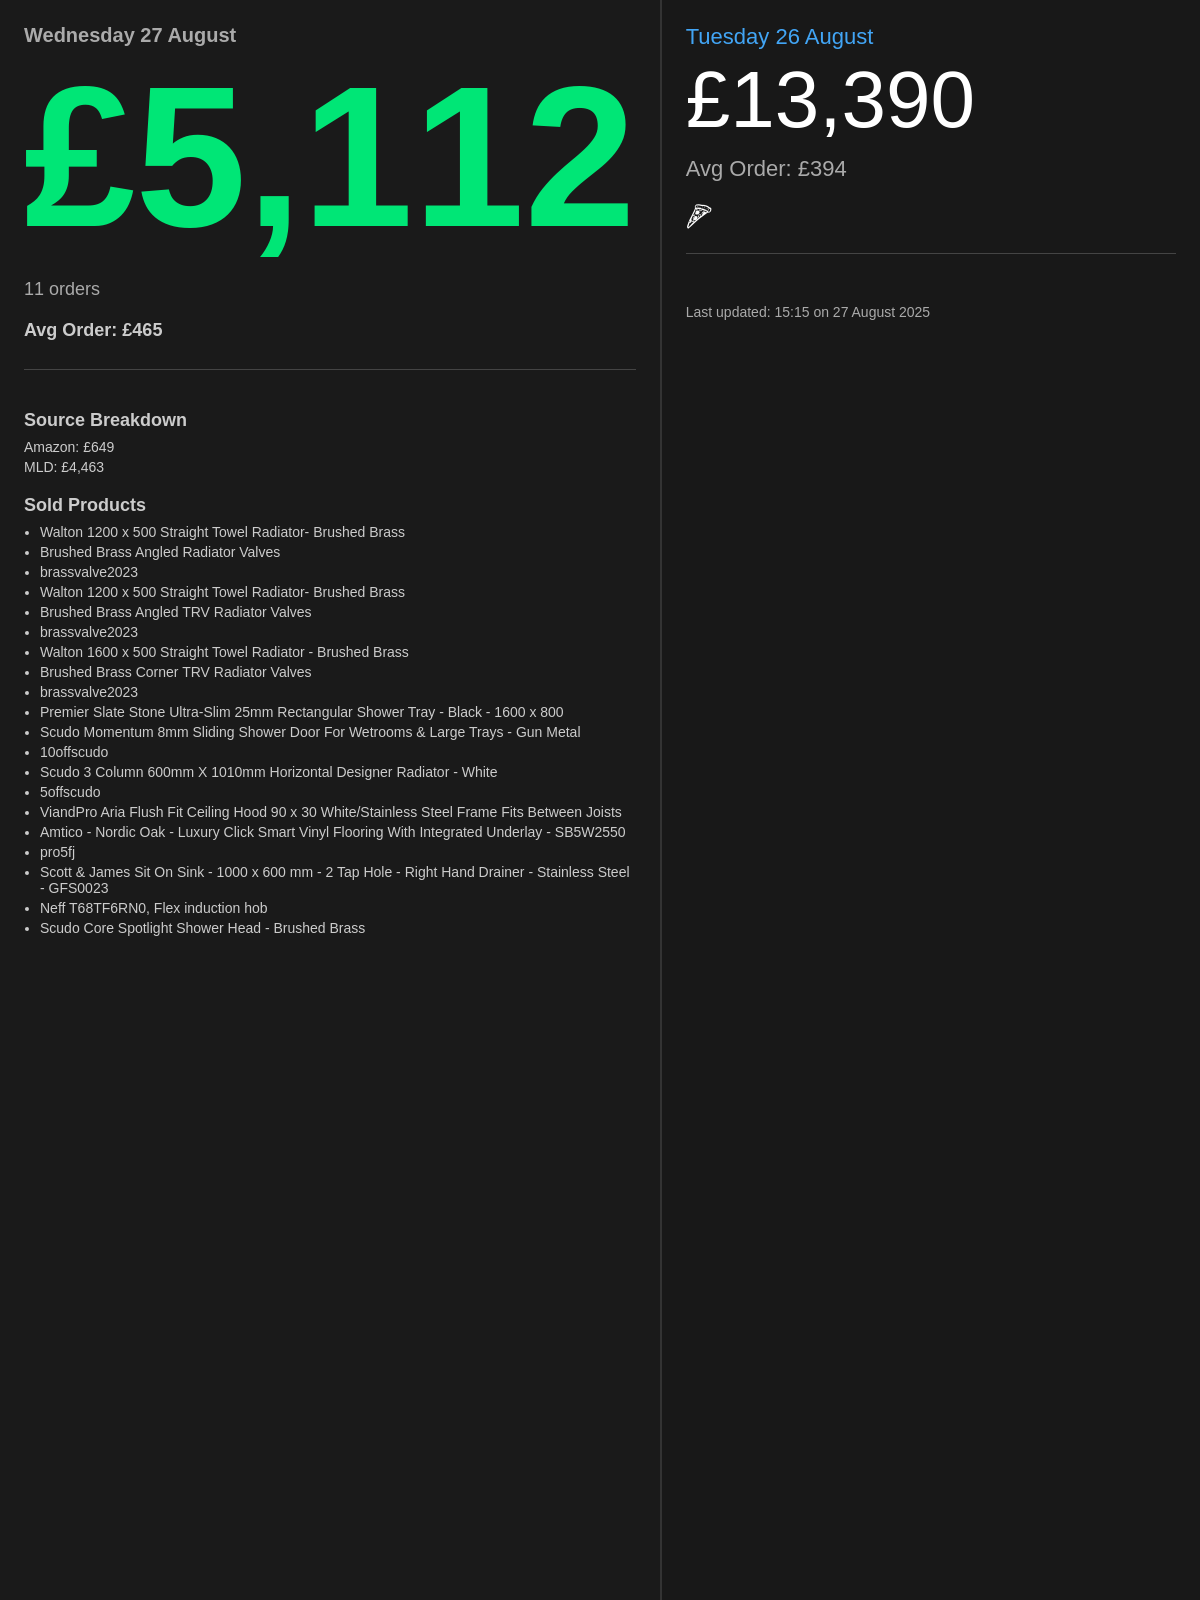 Wednesday 27 August
£5,112
11 orders
Avg Order: £465
Source Breakdown
Amazon: £649
MLD: £4,463
Sold Products
• Walton 1200 x 500 Straight Towel Radiator- Brushed Brass
• Brushed Brass Angled Radiator Valves
• brassvalve2023
• Walton 1200 x 500 Straight Towel Radiator- Brushed Brass
• Brushed Brass Angled TRV Radiator Valves
• brassvalve2023
• Walton 1600 x 500 Straight Towel Radiator - Brushed Brass
• Brushed Brass Corner TRV Radiator Valves
• brassvalve2023
• Premier Slate Stone Ultra-Slim 25mm Rectangular Shower Tray - Black - 1600 x 800
• Scudo Momentum 8mm Sliding Shower Door For Wetrooms & Large Trays - Gun Metal
• 10offscudo
• Scudo 3 Column 600mm X 1010mm Horizontal Designer Radiator - White
• 5offscudo
• ViandPro Aria Flush Fit Ceiling Hood 90 x 30 White/Stainless Steel Frame Fits Between Joists
• Amtico - Nordic Oak - Luxury Click Smart Vinyl Flooring With Integrated Underlay - SB5W2550
• pro5fj
• Scott & James Sit On Sink - 1000 x 600 mm - 2 Tap Hole - Right Hand Drainer - Stainless Steel
- GFS0023
• Neff T68TF6RN0, Flex induction hob
• Scudo Core Spotlight Shower Head - Brushed Brass
Tuesday 26 August
£13,390
Avg Order: £394
Last updated: 15:15 on 27 August 2025